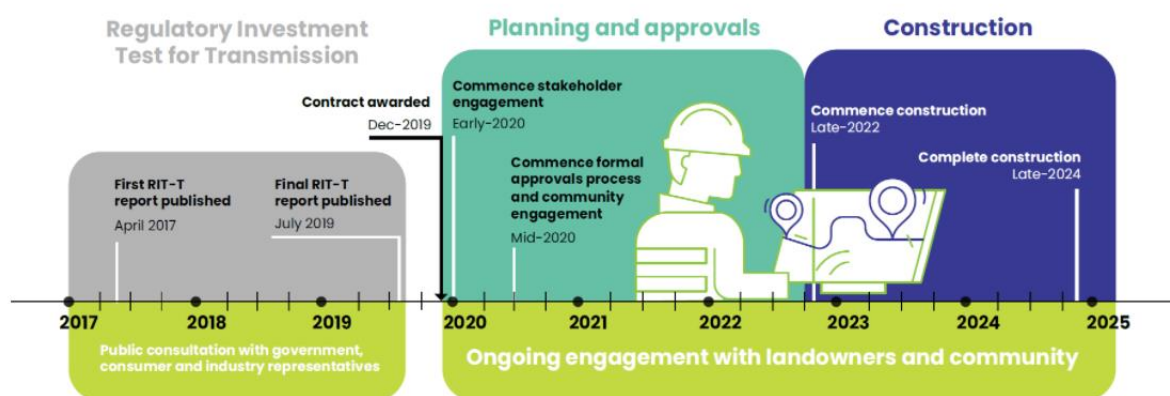 Regulatory Investment
Test for Transmission
Planning and approvals
Construction
Contract awarded
Dec-2019
Commence stakeholder
engagement
Early-2020
Commence construction
Late-2022
First RIT-T
report published
April 2017
Final RIT-T
report published
July 2019
Commence formal
approvals process
and community
engagement
Mid-2020
Complete construction
Late-2024
2017
2018
2019
2020
2021
2022
2023
2024
2025
Public consultation with government,
consumer and industry representatives
Ongoing engagement with landowners and community